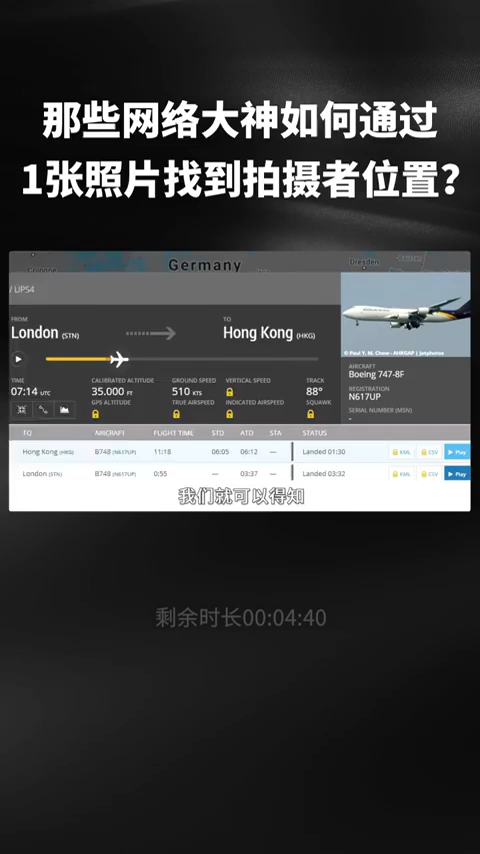 那些网络大神如何通过
1张照片找到拍摄者位置？
Germany
Dresden
/ UPS4
FROM
TO
London (STN)
Hong Kong (HKG)
© Paul Y. M. Chow - AHKGAP | Jetphotos
TIME
07:14 UTC
CALIBRATED ALTITUDE
35.000 FT
GPS ALTITUDE
GROUND SPEED
510 KTS
TRUE AIRSPEED
VERTICAL SPEED
INDICATED AIRSPEED
TRACK
88°
SQUAWK
AIRCRAFT
Boeing 747-8F
REGISTRATION
N617UP
SERIAL NUMBER (MSN)
-
TO AIRCRAFT FLIGHT TIME STD ATD STA STATUS
Hong Kong (HKG) B748 (N617UP) 11:18 06:05 06:12 — Landed 01:30 KML CSV Play
London (STN) B748 (N617UP) 0:55 — 03:37 — Landed 03:32 KML CSV Play
我们就可以得知
剩余时长00:04:40